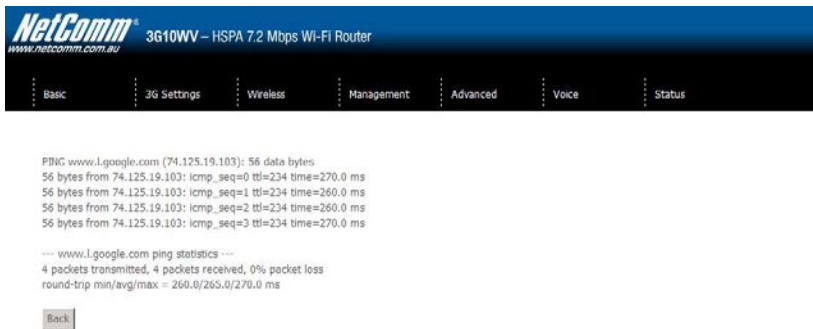 NetComm®
www.netcomm.com.au
3G10WV – HSPA 7.2 Mbps Wi-Fi Router
Basic 3G Settings Wireless Management Advanced Voice Status
PING www.l.google.com (74.125.19.103): 56 data bytes
56 bytes from 74.125.19.103: icmp_seq=0 ttl=234 time=270.0 ms
56 bytes from 74.125.19.103: icmp_seq=1 ttl=234 time=260.0 ms
56 bytes from 74.125.19.103: icmp_seq=2 ttl=234 time=260.0 ms
56 bytes from 74.125.19.103: icmp_seq=3 ttl=234 time=270.0 ms
--- www.l.google.com ping statistics ---
4 packets transmitted, 4 packets received, 0% packet loss
round-trip min/avg/max = 260.0/265.0/270.0 ms
Back